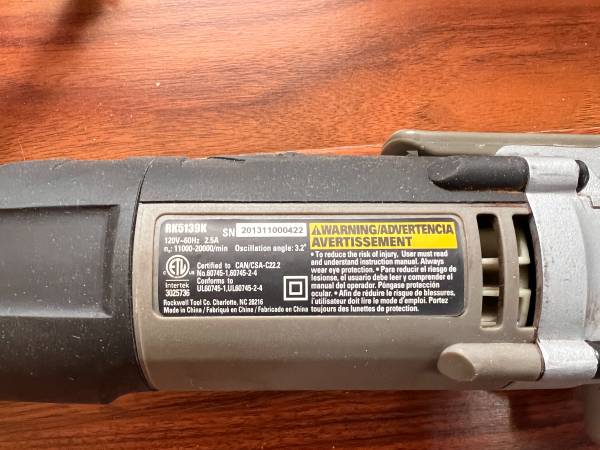 RK5139K
SN 201311000422
120V~60Hz 2.5A
n₀: 11000-20000/min Oscillation angle: 3.2°
ETL
Intertek
3025736
Certified to CAN/CSA-C22.2
No.60745-1,60745-2-4
Conforms to
UL60745-1,UL60745-2-4
Rockwell Tool Co. Charlotte, NC 28216
Made in China / Fabriqué en China / Fabricado en China
WARNING/ADVERTENCIA
AVERTISSEMENT
• To reduce the risk of injury, User must read
and understand instruction manual. Always
wear eye protection. • Para reducir el riesgo de
lesionse, el usuario debe leer y comprender el
manual del operador. Póngase protección
ocular. • Afin de réduire le risque de blessures,
l'utilisateur doit lire le mode d'emploi. Portez
toujours des lunettes de protection.